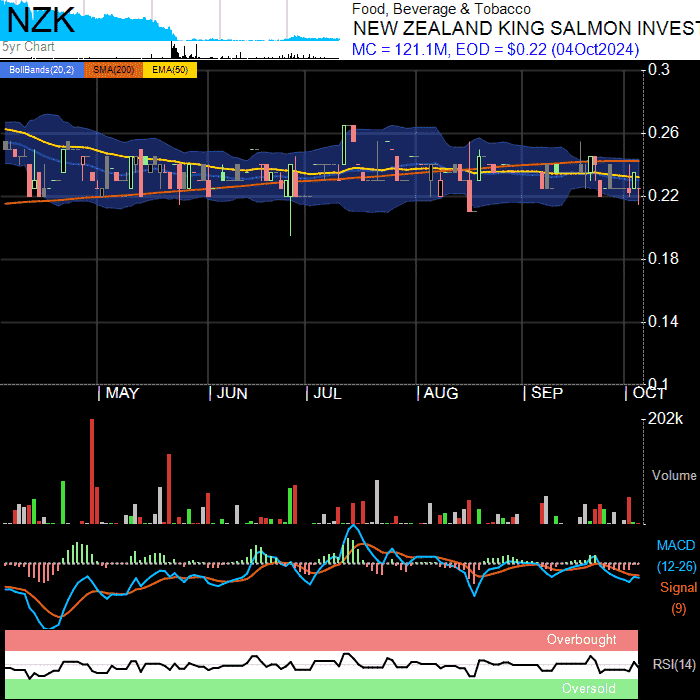 NZK
Food, Beverage & Tobacco
NEW ZEALAND KING SALMON INVEST
5yr Chart
MC = 121.1M, EOD = $0.22 (04Oct2024)
BollBands(20,2) SMA(200) EMA(50)
0.3
0.26
0.22
0.18
0.14
0.1
MAY JUN JUL AUG SEP OCT
202k
Volume
MACD
(12-26)
Signal
(9)
Overbought
RSI(14)
Oversold